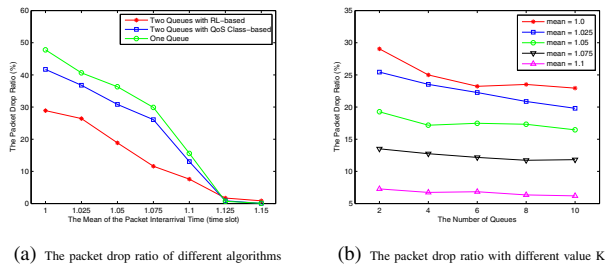 60
50
40
30
20
10
0
The Packet Drop Ratio (%)
Two Queues with RL-based
Two Queues with QoS Class-based
One Queue
1 1.025 1.05 1.075 1.1 1.125 1.15
The Mean of the Packet Interarrival Time (time slot)
(a) The packet drop ratio of different algorithms
35
30
25
20
15
10
5
The Packet Drop Ratio (%)
mean = 1.0
mean = 1.025
mean = 1.05
mean = 1.075
mean = 1.1
2 4 6 8 10
The Number of Queues
(b) The packet drop ratio with different value K